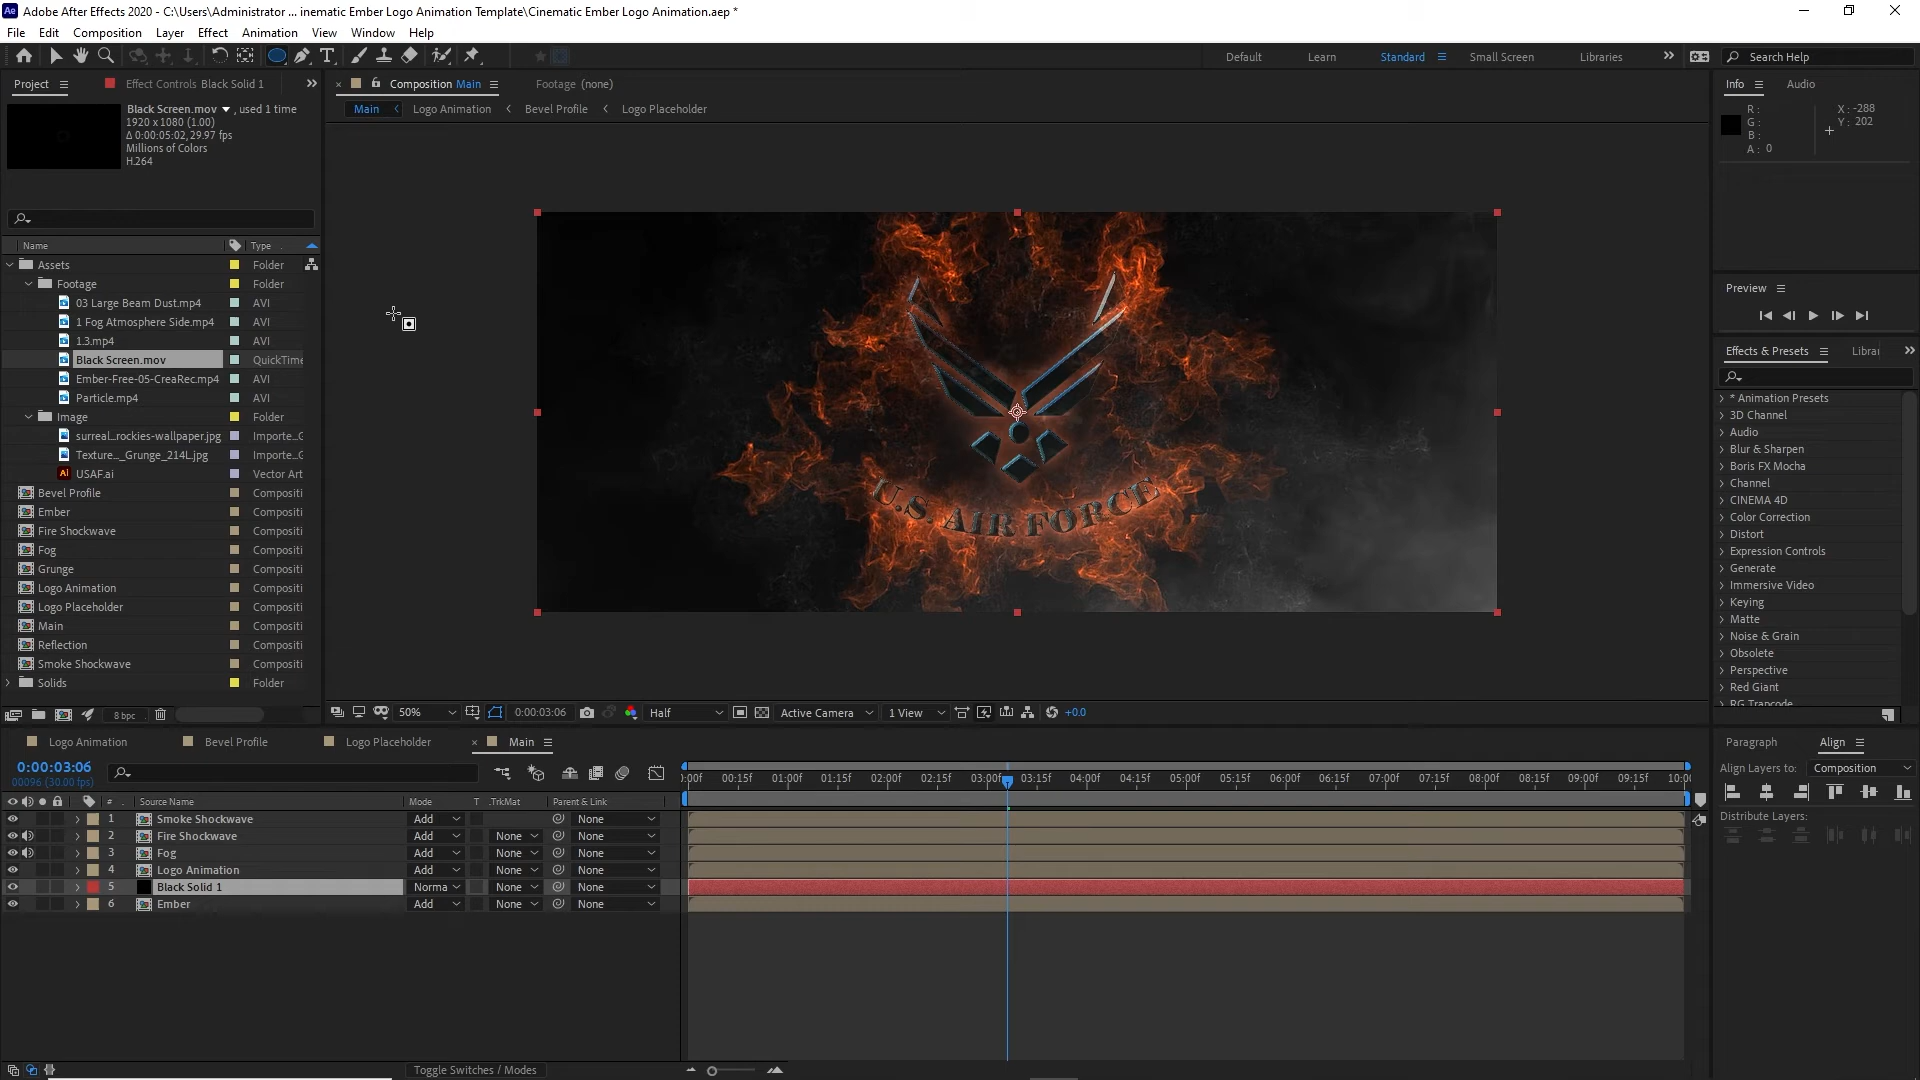 Adobe After Effects 2020 - C:\Users\Administrator ... inematic Ember Logo Animation Template\Cinematic Ember Logo Animation.aep *
File Edit Composition Layer Effect Animation View Window Help
Default Learn Standard Small Screen Libraries Search Help
Project Effect Controls Black Solid 1
Composition Main Footage (none)
Info Audio
Black Screen.mov , used 1 time
1920 x 1080 (1.00)
Δ 0:00:05:02, 29.97 fps
Millions of Colors
H.264
Main Logo Animation Bevel Profile Logo Placeholder
R :
G :
B :
A : 0
X : -288
Y : 202
Name Type
Assets Folder
Footage Folder
03 Large Beam Dust.mp4 AVI
1 Fog Atmosphere Side.mp4 AVI
1.3.mp4 AVI
Black Screen.mov QuickTime
Ember-Free-05-CreaRec.mp4 AVI
Particle.mp4 AVI
Image Folder
surreal...rockies-wallpaper.jpg Importe...G
Texture..._Grunge_214L.jpg Importe...G
USAF.ai Vector Art
Bevel Profile Compositi
Ember Compositi
Fire Shockwave Compositi
Fog Compositi
Grunge Compositi
Logo Animation Compositi
Logo Placeholder Compositi
Main Compositi
Reflection Compositi
Smoke Shockwave Compositi
Solids Folder
8 bpc
U.S. AIR FORCE
50% 0:00:03:06 Half Active Camera 1 View +0.0
Preview
Effects & Presets Librai
* Animation Presets
3D Channel
Audio
Blur & Sharpen
Boris FX Mocha
Channel
CINEMA 4D
Color Correction
Distort
Expression Controls
Generate
Immersive Video
Keying
Matte
Noise & Grain
Obsolete
Perspective
Red Giant
RG Trapcode
Logo Animation Bevel Profile Logo Placeholder Main
0:00:03:06
00096 (30.00 fps)
):00f 00:15f 01:00f 01:15f 02:00f 02:15f 03:00f 03:15f 04:00f 04:15f 05:00f 05:15f 06:00f 06:15f 07:00f 07:15f 08:00f 08:15f 09:00f 09:15f 10:00
# Source Name Mode T .TrkMat Parent & Link
1 Smoke Shockwave Add None
2 Fire Shockwave Add None None
3 Fog Add None None
4 Logo Animation Add None None
5 Black Solid 1 Norma None None
6 Ember Add None None
Toggle Switches / Modes
Paragraph Align
Align Layers to: Composition
Distribute Layers: